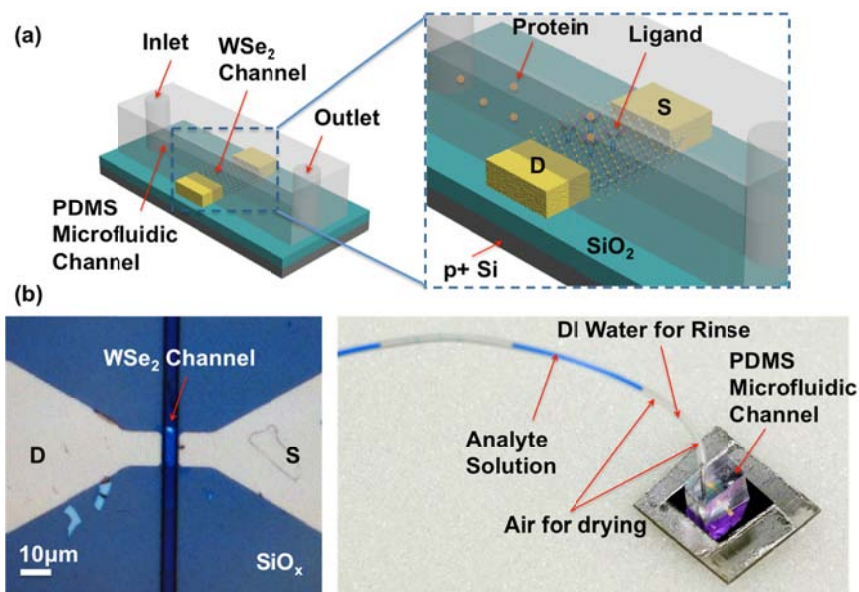 (a)
Inlet
WSe₂
Channel
Outlet
PDMS
Microfluidic
Channel
Protein
Ligand
S
D
SiO₂
p+ Si
(b)
WSe₂ Channel
D
S
10μm
SiOₓ
DI Water for Rinse
PDMS
Microfluidic
Channel
Analyte
Solution
Air for drying